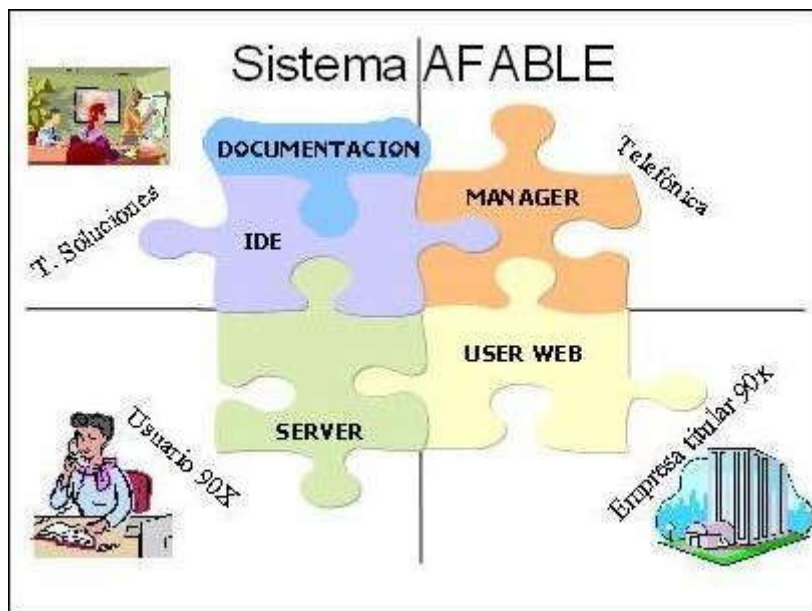 Sistema AFABLE
DOCUMENTACION
MANAGER
Telefónica
T. Soluciones
IDE
USER WEB
SERVER
Usuario 90X
Empresa titular 90x